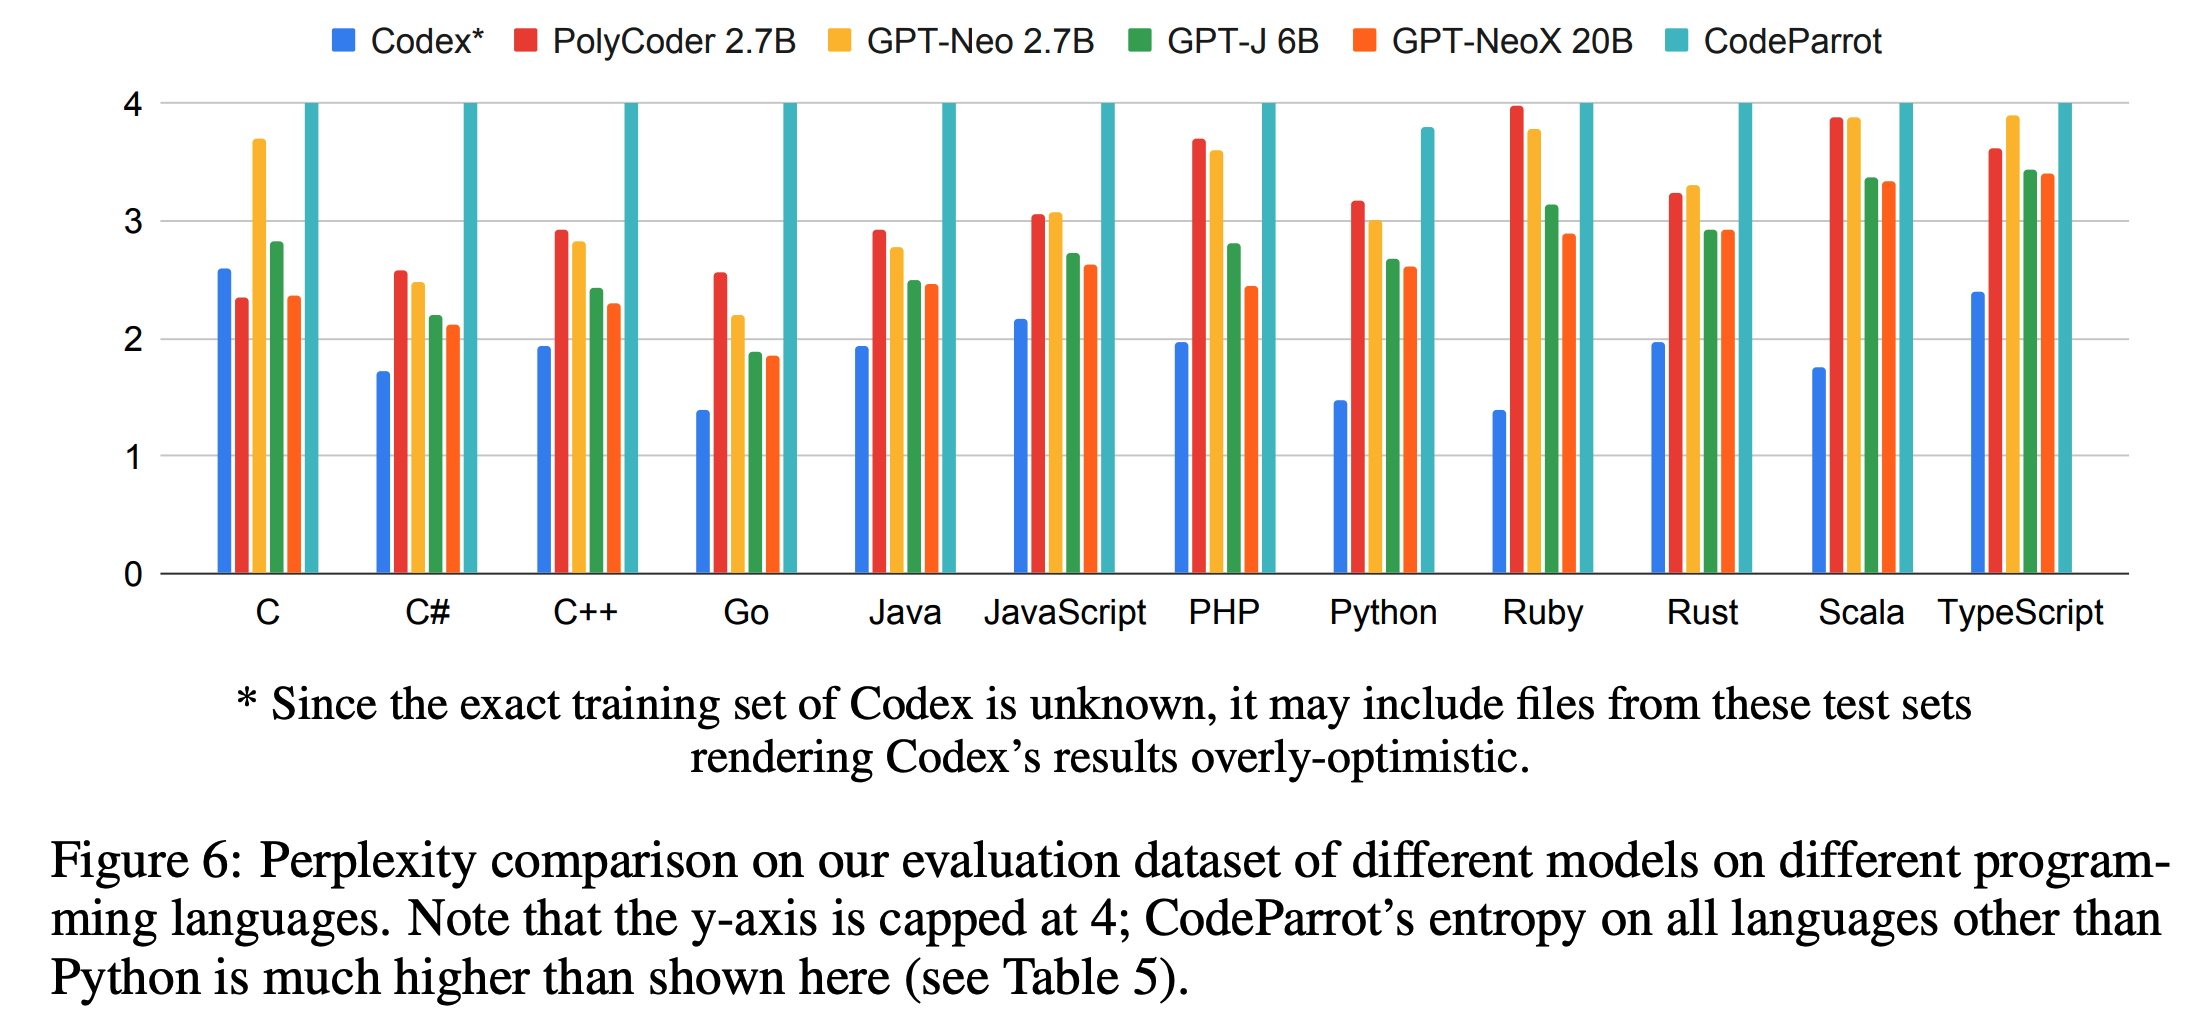 Codex* PolyCoder 2.7B GPT-Neo 2.7B GPT-J 6B GPT-NeoX 20B CodeParrot
4
3
2
1
0
C C# C++ Go Java JavaScript PHP Python Ruby Rust Scala TypeScript
* Since the exact training set of Codex is unknown, it may include files from these test sets
rendering Codex’s results overly-optimistic.
Figure 6: Perplexity comparison on our evaluation dataset of different models on different program-
ming languages. Note that the y-axis is capped at 4; CodeParrot’s entropy on all languages other than
Python is much higher than shown here (see Table 5).